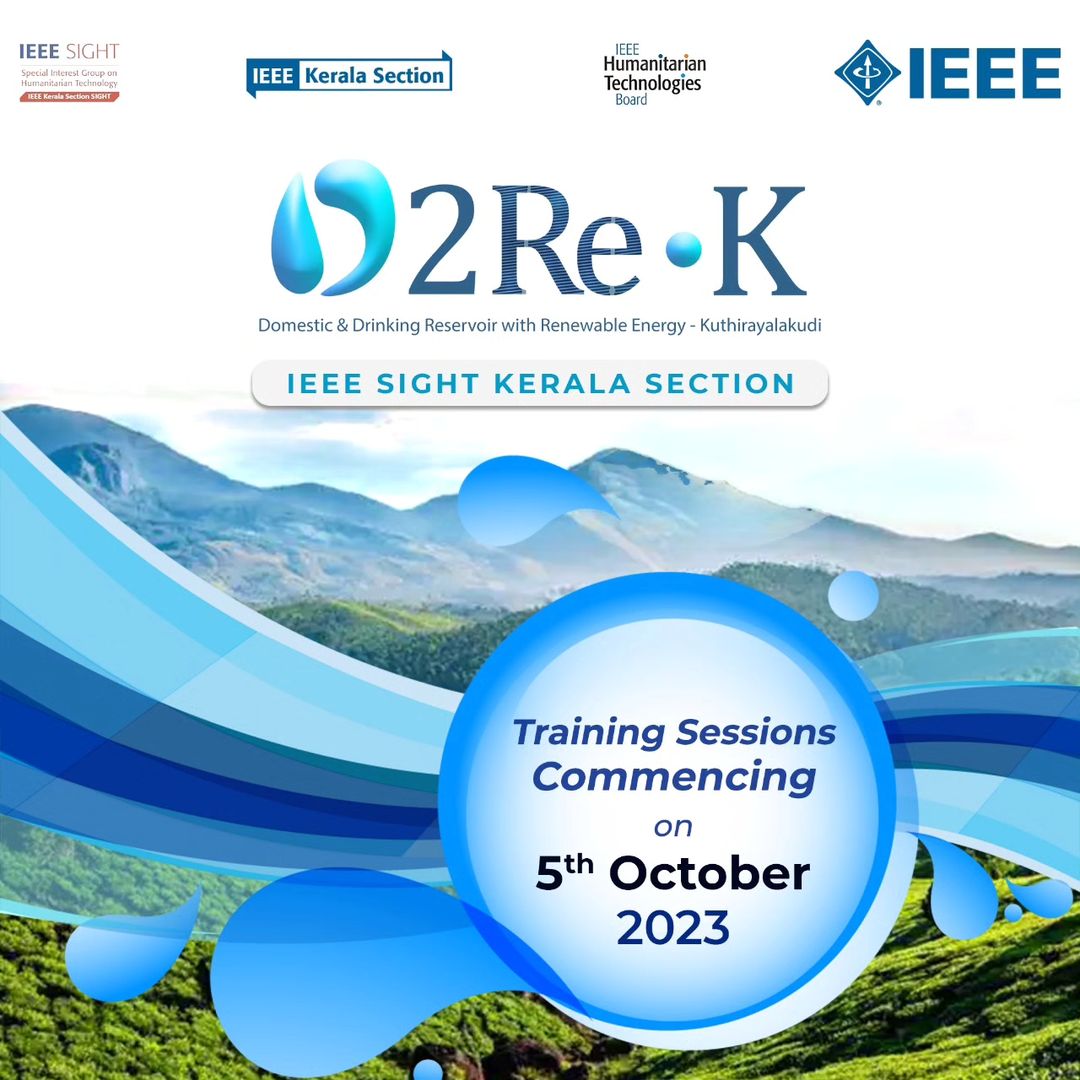 IEEE SIGHT
Special Interest Group on
Humanitarian Technology
IEEE Kerala Section SIGHT
IEEE Kerala Section
IEEE
Humanitarian
Technologies
Board
IEEE
D2Re•K
Domestic & Drinking Reservoir with Renewable Energy - Kuthirayalakudi
IEEE SIGHT KERALA SECTION
Training Sessions
Commencing
on
5th October
2023